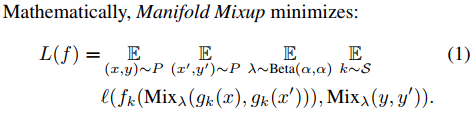 Mathematically, Manifold Mixup minimizes:
L(f) = 𝔼_{(x,y)∼P} 𝔼_{(x′,y′)∼P} 𝔼_{λ∼Beta(α,α)} 𝔼_{k∼𝒮} (1)
ℓ(f_k(Mix_λ(g_k(x), g_k(x′))), Mix_λ(y, y′)).